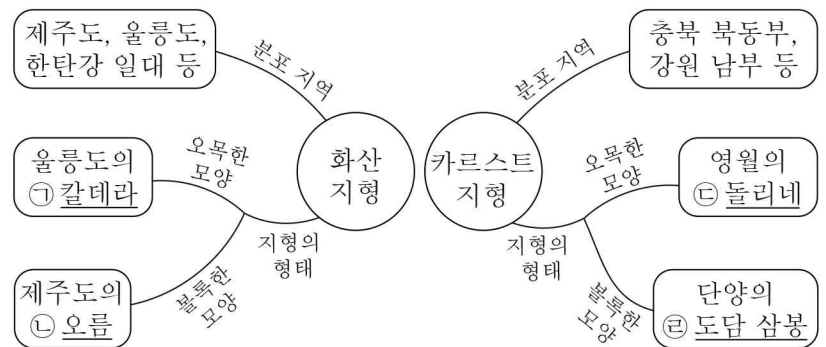 제주도, 울릉도,
한탄강 일대 등
분포 지역
화산
지형
오목한
모양
울릉도의
㉠ 칼데라
지형의
형태
볼록한
모양
제주도의
㉡ 오름
충북 북동부,
강원 남부 등
분포 지역
카르스트
지형
오목한
모양
영월의
㉢ 돌리네
지형의
형태
볼록한
모양
단양의
㉣ 도담 삼봉